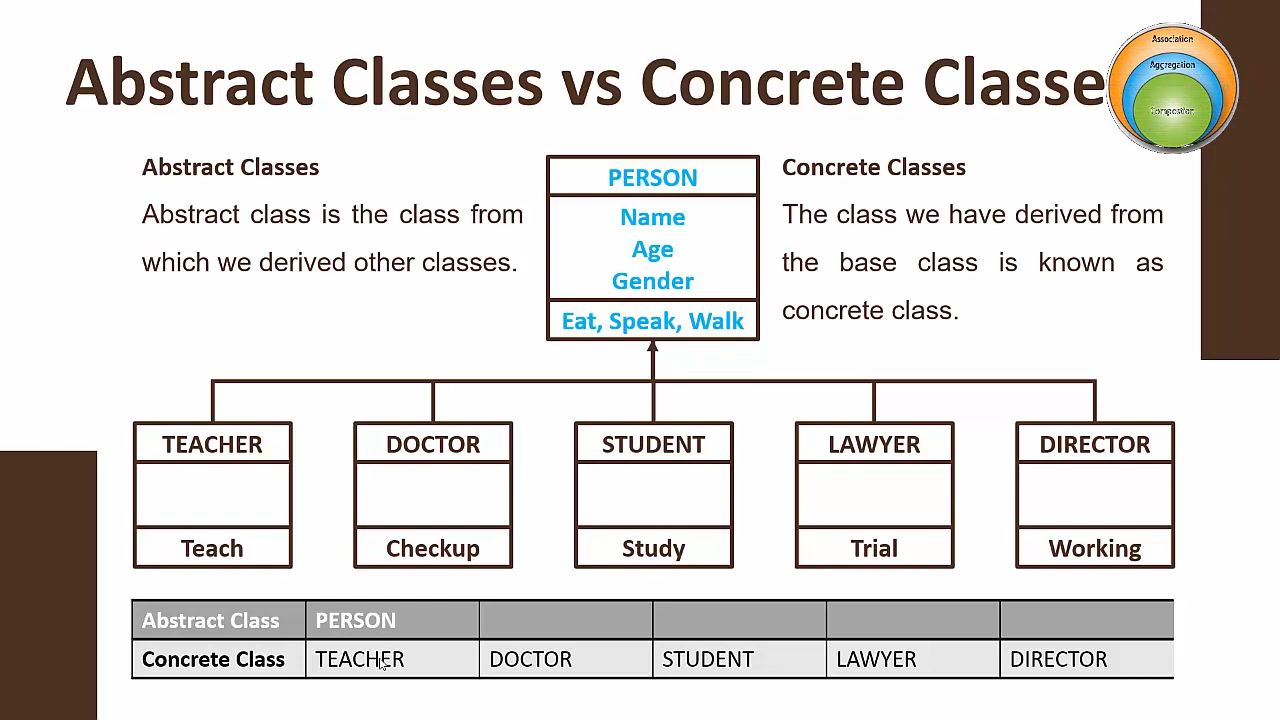 Abstract Classes vs Concrete Classe
Association
Aggregation
Composition
Abstract Classes
Abstract class is the class from
which we derived other classes.
PERSON
Name
Age
Gender
Eat, Speak, Walk
Concrete Classes
The class we have derived from
the base class is known as
concrete class.
TEACHER
Teach
DOCTOR
Checkup
STUDENT
Study
LAWYER
Trial
DIRECTOR
Working
Abstract Class PERSON
Concrete Class TEACHER DOCTOR STUDENT LAWYER DIRECTOR